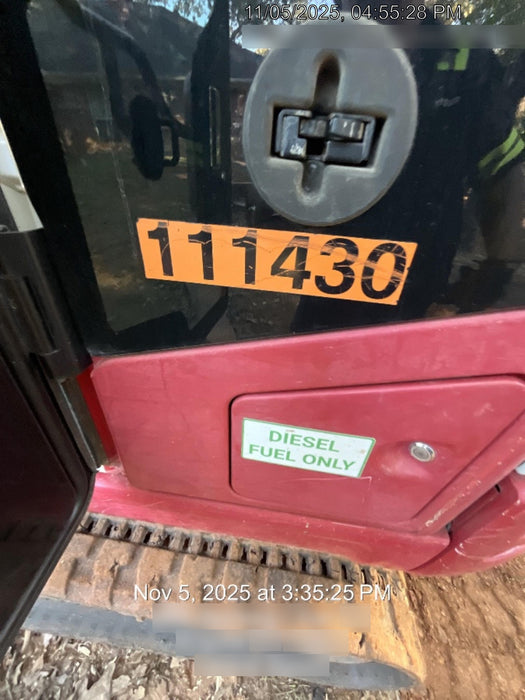 11/05/2025, 04:55:28 PM
111430
DIESEL
FUEL ONLY
Nov 5, 2025 at 3:35:25 PM